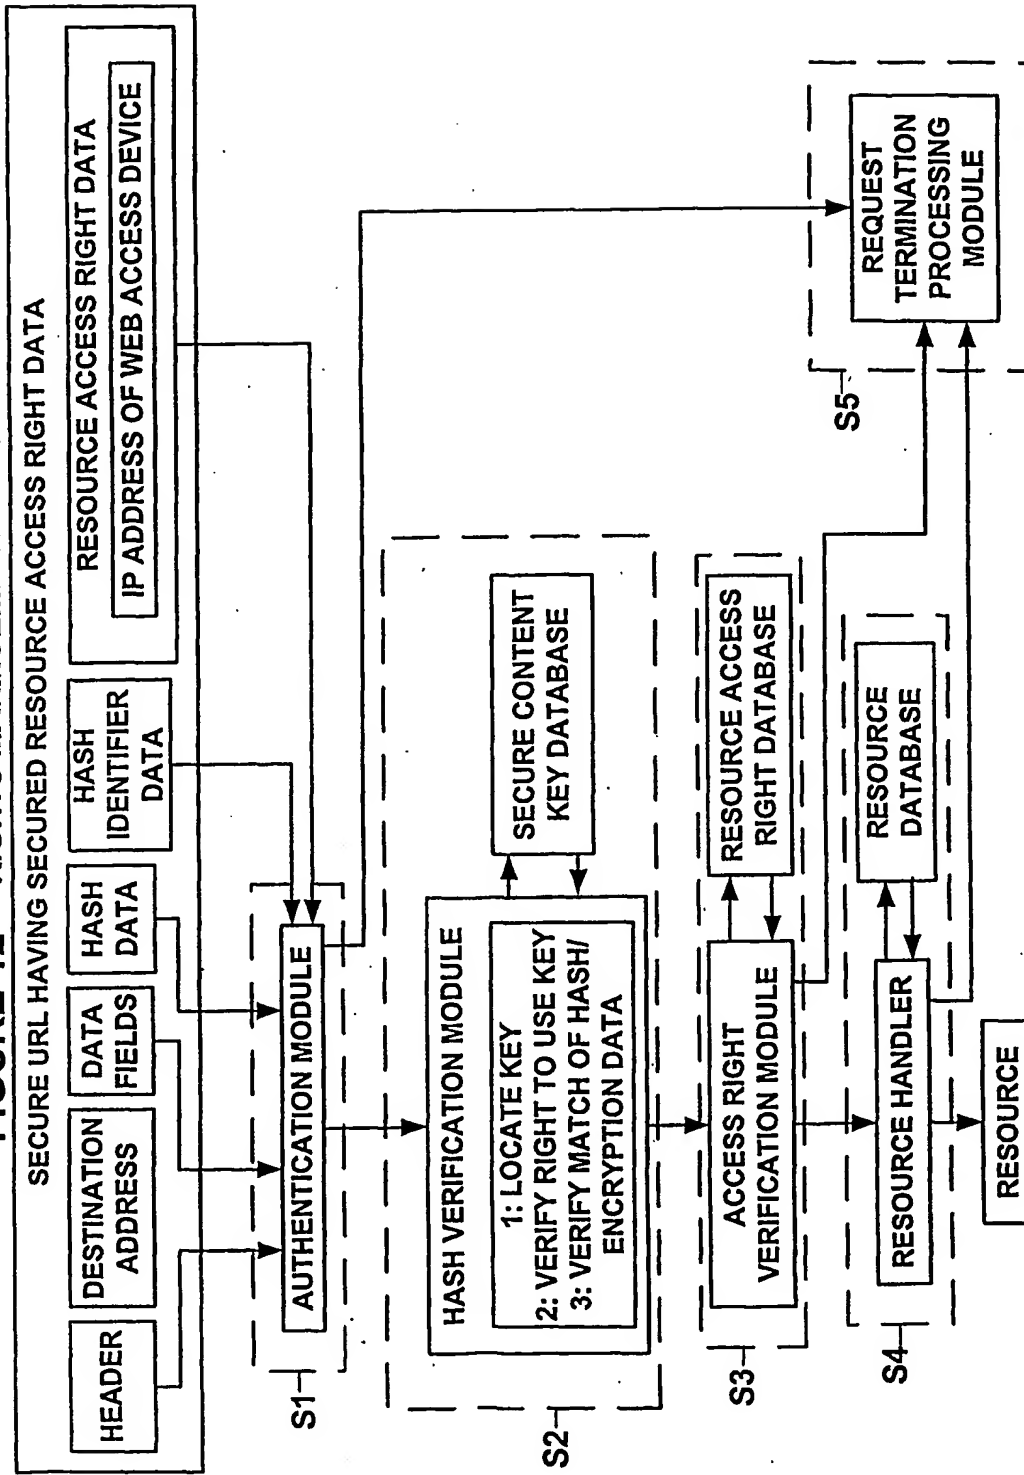 SECURE URL HAVING SECURED RESOURCE ACCESS RIGHT DATA
HEADER
DESTINATION
ADDRESS
DATA
FIELDS
HASH
DATA
HASH
IDENTIFIER
DATA
RESOURCE ACCESS RIGHT DATA
IP ADDRESS OF WEB ACCESS DEVICE
S1
AUTHENTICATION MODULE
S2
HASH VERIFICATION MODULE
1: LOCATE KEY
2: VERIFY RIGHT TO USE KEY
3: VERIFY MATCH OF HASH/
ENCRYPTION DATA
SECURE CONTENT
KEY DATABASE
S3
ACCESS RIGHT
VERIFICATION MODULE
RESOURCE ACCESS
RIGHT DATABASE
S4
RESOURCE HANDLER
RESOURCE
DATABASE
S5
REQUEST
TERMINATION
PROCESSING
MODULE
RESOURCE